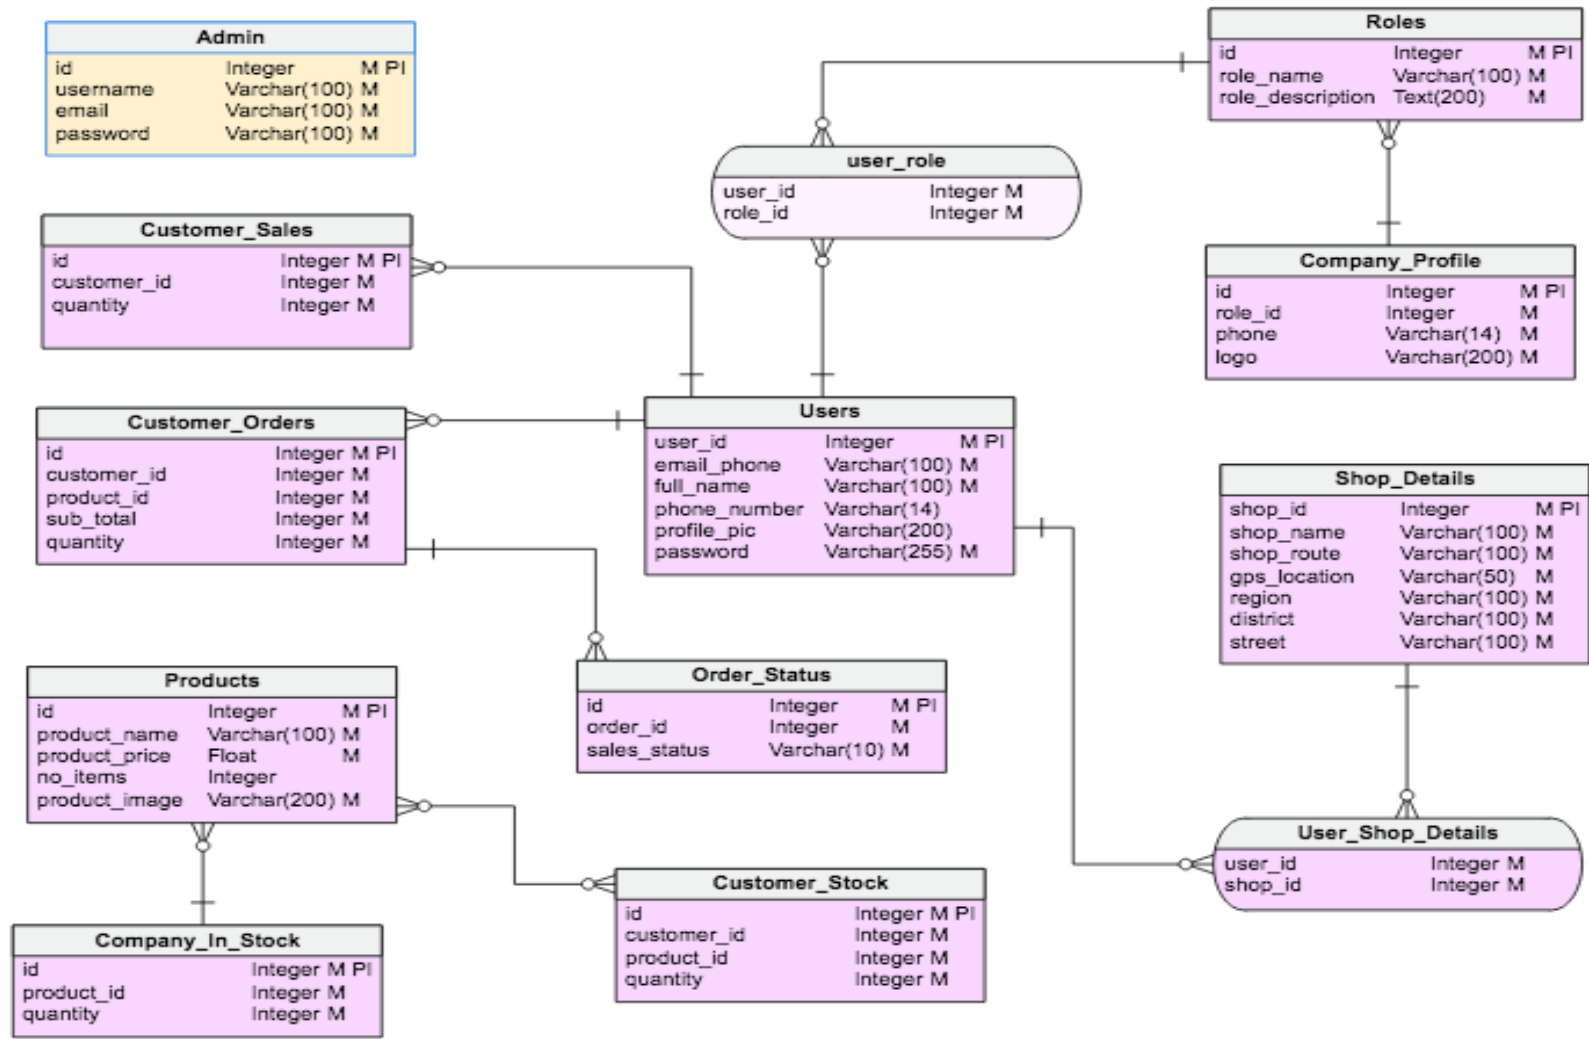 Admin
id Integer M PI
username Varchar(100) M
email Varchar(100) M
password Varchar(100) M
Roles
id Integer M PI
role_name Varchar(100) M
role_description Text(200) M
user_role
user_id Integer M
role_id Integer M
Customer_Sales
id Integer M PI
customer_id Integer M
quantity Integer M
Company_Profile
id Integer M PI
role_id Integer M
phone Varchar(14) M
logo Varchar(200) M
Customer_Orders
id Integer M PI
customer_id Integer M
product_id Integer M
sub_total Integer M
quantity Integer M
Users
user_id Integer M PI
email_phone Varchar(100) M
full_name Varchar(100) M
phone_number Varchar(14)
profile_pic Varchar(200)
password Varchar(255) M
Shop_Details
shop_id Integer M PI
shop_name Varchar(100) M
shop_route Varchar(100) M
gps_location Varchar(50) M
region Varchar(100) M
district Varchar(100) M
street Varchar(100) M
Products
id Integer M PI
product_name Varchar(100) M
product_price Float M
no_items Integer
product_image Varchar(200) M
Order_Status
id Integer M PI
order_id Integer M
sales_status Varchar(10) M
User_Shop_Details
user_id Integer M
shop_id Integer M
Customer_Stock
id Integer M PI
customer_id Integer M
product_id Integer M
quantity Integer M
Company_In_Stock
id Integer M PI
product_id Integer M
quantity Integer M